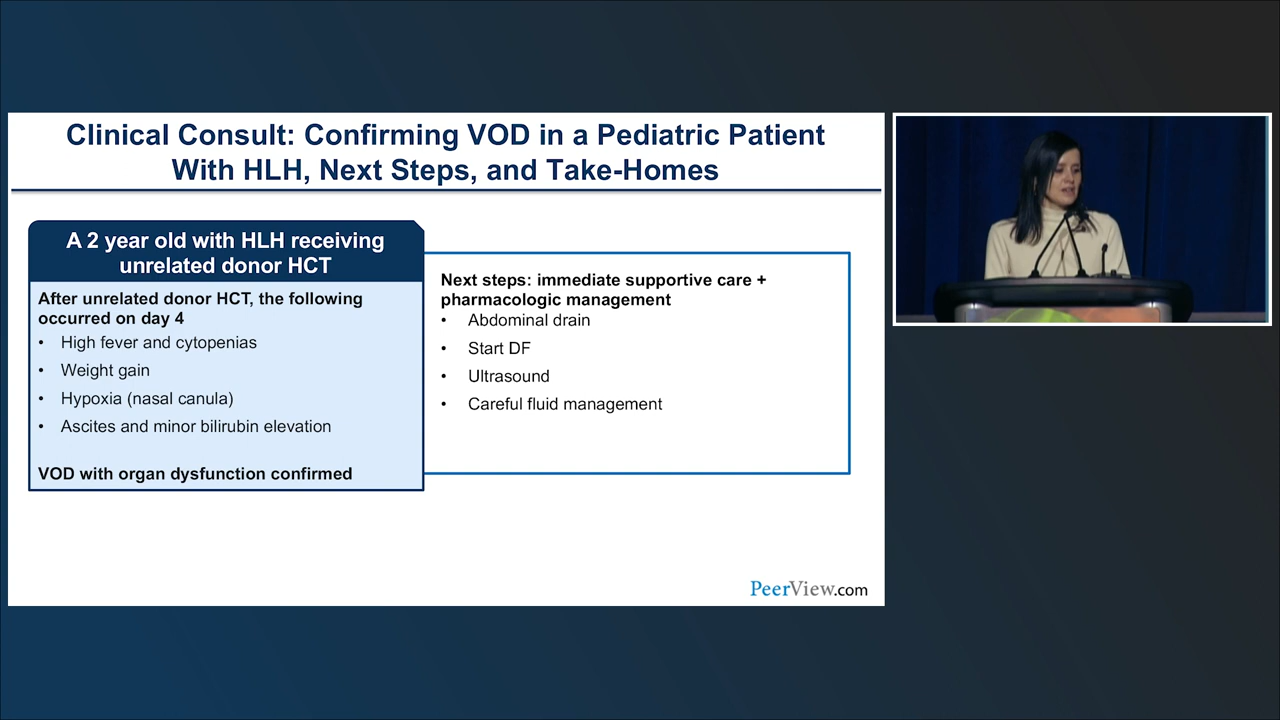 Clinical Consult: Confirming VOD in a Pediatric Patient
With HLH, Next Steps, and Take-Homes
A 2 year old with HLH receiving
unrelated donor HCT
After unrelated donor HCT, the following
occurred on day 4
• High fever and cytopenias
• Weight gain
• Hypoxia (nasal canula)
• Ascites and minor bilirubin elevation
VOD with organ dysfunction confirmed
Next steps: immediate supportive care +
pharmacologic management
• Abdominal drain
• Start DF
• Ultrasound
• Careful fluid management
PeerView.com